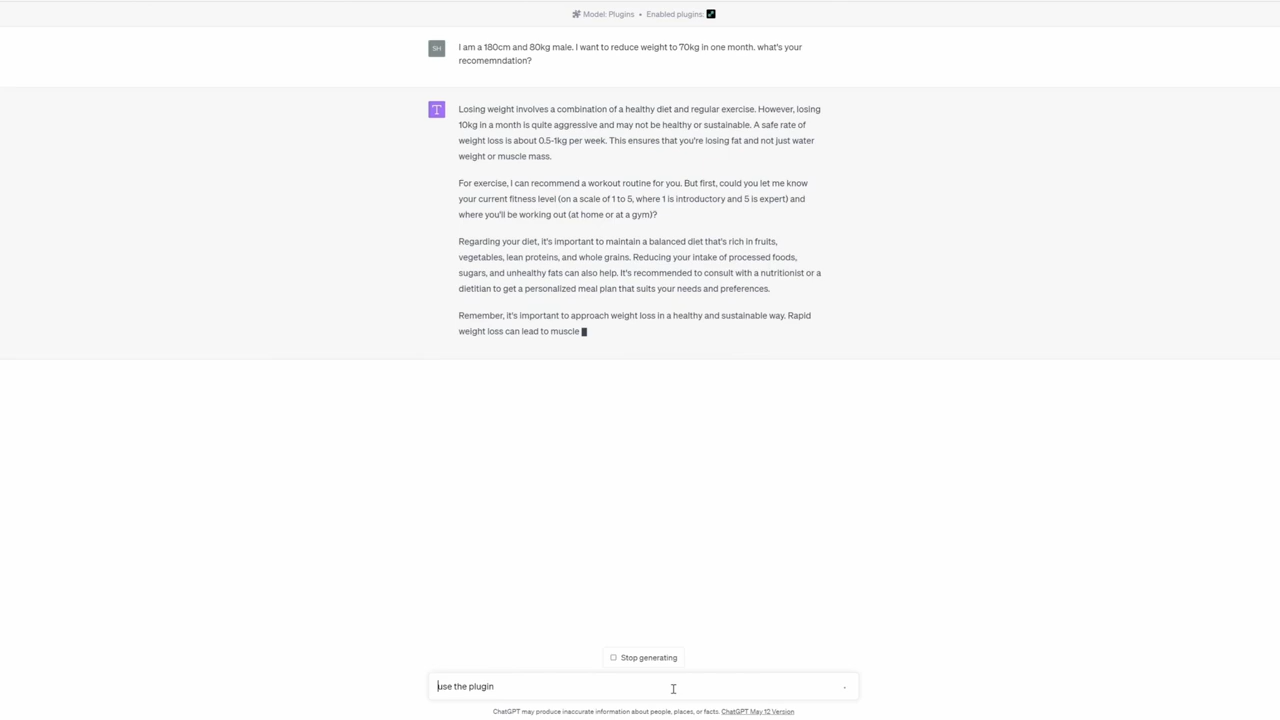 Model: Plugins • Enabled plugins:
SH
I am a 180cm and 80kg male. I want to reduce weight to 70kg in one month. what's your
recomemndation?
T
Losing weight involves a combination of a healthy diet and regular exercise. However, losing
10kg in a month is quite aggressive and may not be healthy or sustainable. A safe rate of
weight loss is about 0.5-1kg per week. This ensures that you're losing fat and not just water
weight or muscle mass.
For exercise, I can recommend a workout routine for you. But first, could you let me know
your current fitness level (on a scale of 1 to 5, where 1 is introductory and 5 is expert) and
where you'll be working out (at home or at a gym)?
Regarding your diet, it's important to maintain a balanced diet that's rich in fruits,
vegetables, lean proteins, and whole grains. Reducing your intake of processed foods,
sugars, and unhealthy fats can also help. It's recommended to consult with a nutritionist or a
dietitian to get a personalized meal plan that suits your needs and preferences.
Remember, it's important to approach weight loss in a healthy and sustainable way. Rapid
weight loss can lead to muscle
Stop generating
use the plugin
ChatGPT may produce inaccurate information about people, places, or facts. ChatGPT May 12 Version